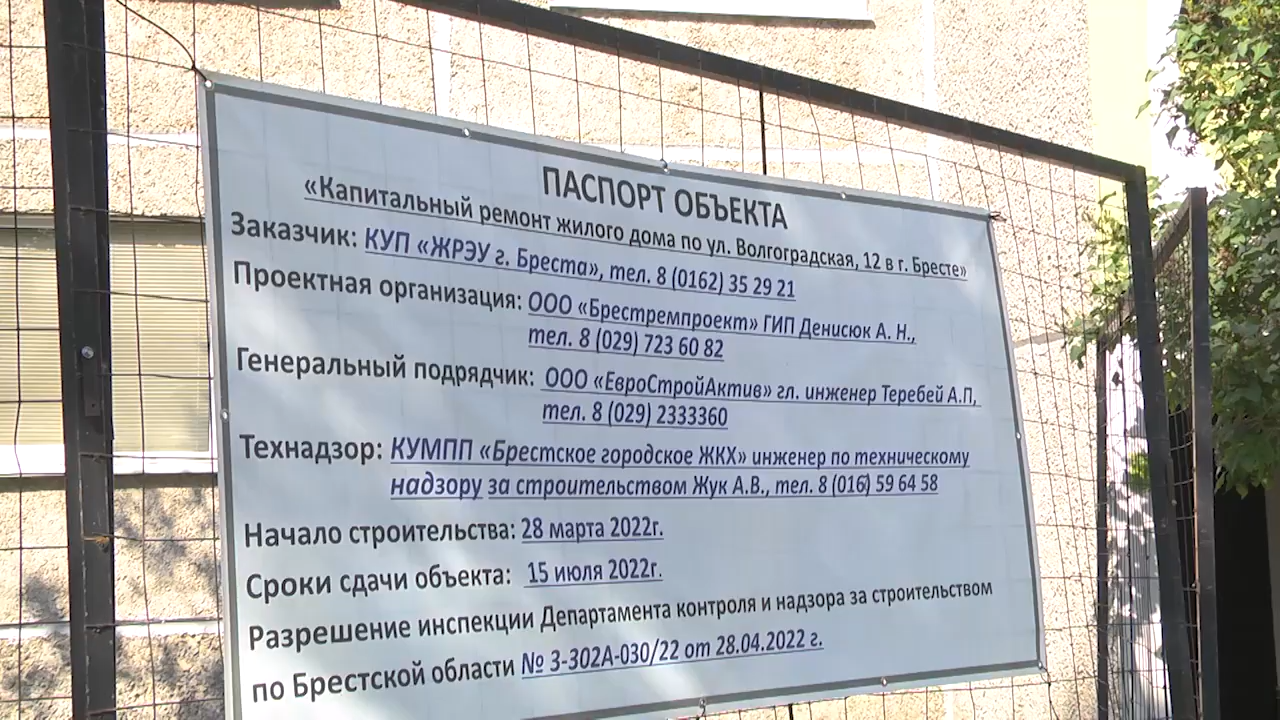 ПАСПОРТ ОБЪЕКТА
«Капитальный ремонт жилого дома по ул. Волгоградская, 12 в г. Бресте»
Заказчик: КУП «ЖРЭУ г. Бреста», тел. 8 (0162) 35 29 21
Проектная организация: ООО «Брестремпроект» ГИП Денисюк А. Н.,
тел. 8 (029) 723 60 82
Генеральный подрядчик: ООО «ЕвроСтройАктив» гл. инженер Теребей А.П,
тел. 8 (029) 2333360
Технадзор: КУМПП «Брестское городское ЖКХ» инженер по техническому
надзору за строительством Жук А.В., тел. 8 (016) 59 64 58
Начало строительства: 28 марта 2022г.
Сроки сдачи объекта: 15 июля 2022г.
Разрешение инспекции Департамента контроля и надзора за строительством
по Брестской области № 3-302А-030/22 от 28.04.2022 г.